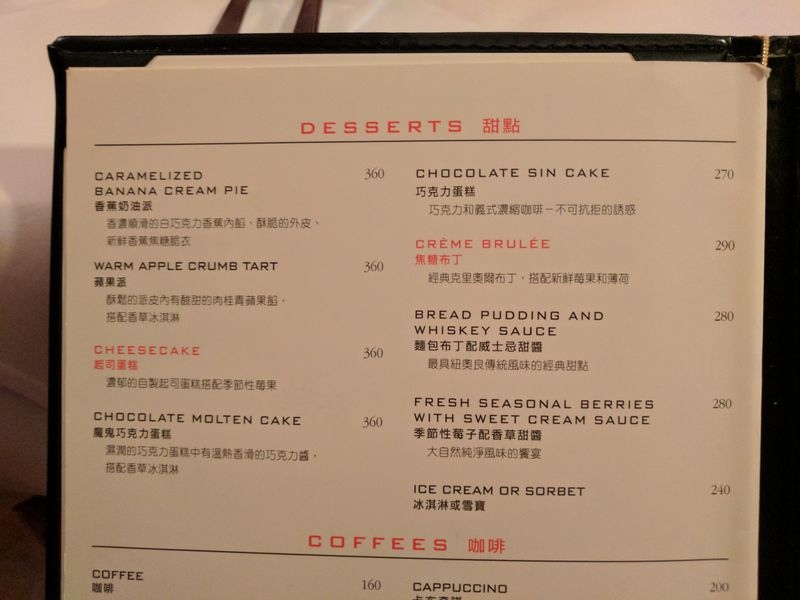 DESSERTS 甜點
CARAMELIZED 360
BANANA CREAM PIE
香蕉奶油派
香濃順滑的白巧克力香蕉內餡、酥脆的外皮、
新鮮香蕉焦糖脆衣
WARM APPLE CRUMB TART 360
蘋果派
酥鬆的派皮內有酸甜的肉桂青蘋果餡，
搭配香草冰淇淋
CHEESECAKE 360
起司蛋糕
濃郁的自製起司蛋糕搭配季節性莓果
CHOCOLATE MOLTEN CAKE 360
魔鬼巧克力蛋糕
濕潤的巧克力蛋糕中有溫熱香滑的巧克力醬，
搭配香草冰淇淋
CHOCOLATE SIN CAKE 270
巧克力蛋糕
巧克力和義式濃縮咖啡－不可抗拒的誘惑
CRÈME BRULÉE 290
焦糖布丁
經典克里奧爾布丁，搭配新鮮莓果和薄荷
BREAD PUDDING AND 280
WHISKEY SAUCE
麵包布丁配威士忌甜醬
最具紐奧良傳統風味的經典甜點
FRESH SEASONAL BERRIES 280
WITH SWEET CREAM SAUCE
季節性莓子配香草甜醬
大自然純淨風味的饗宴
ICE CREAM OR SORBET 240
冰淇淋或雪寶
COFFEES 咖啡
COFFEE 160
咖啡
CAPPUCCINO 200